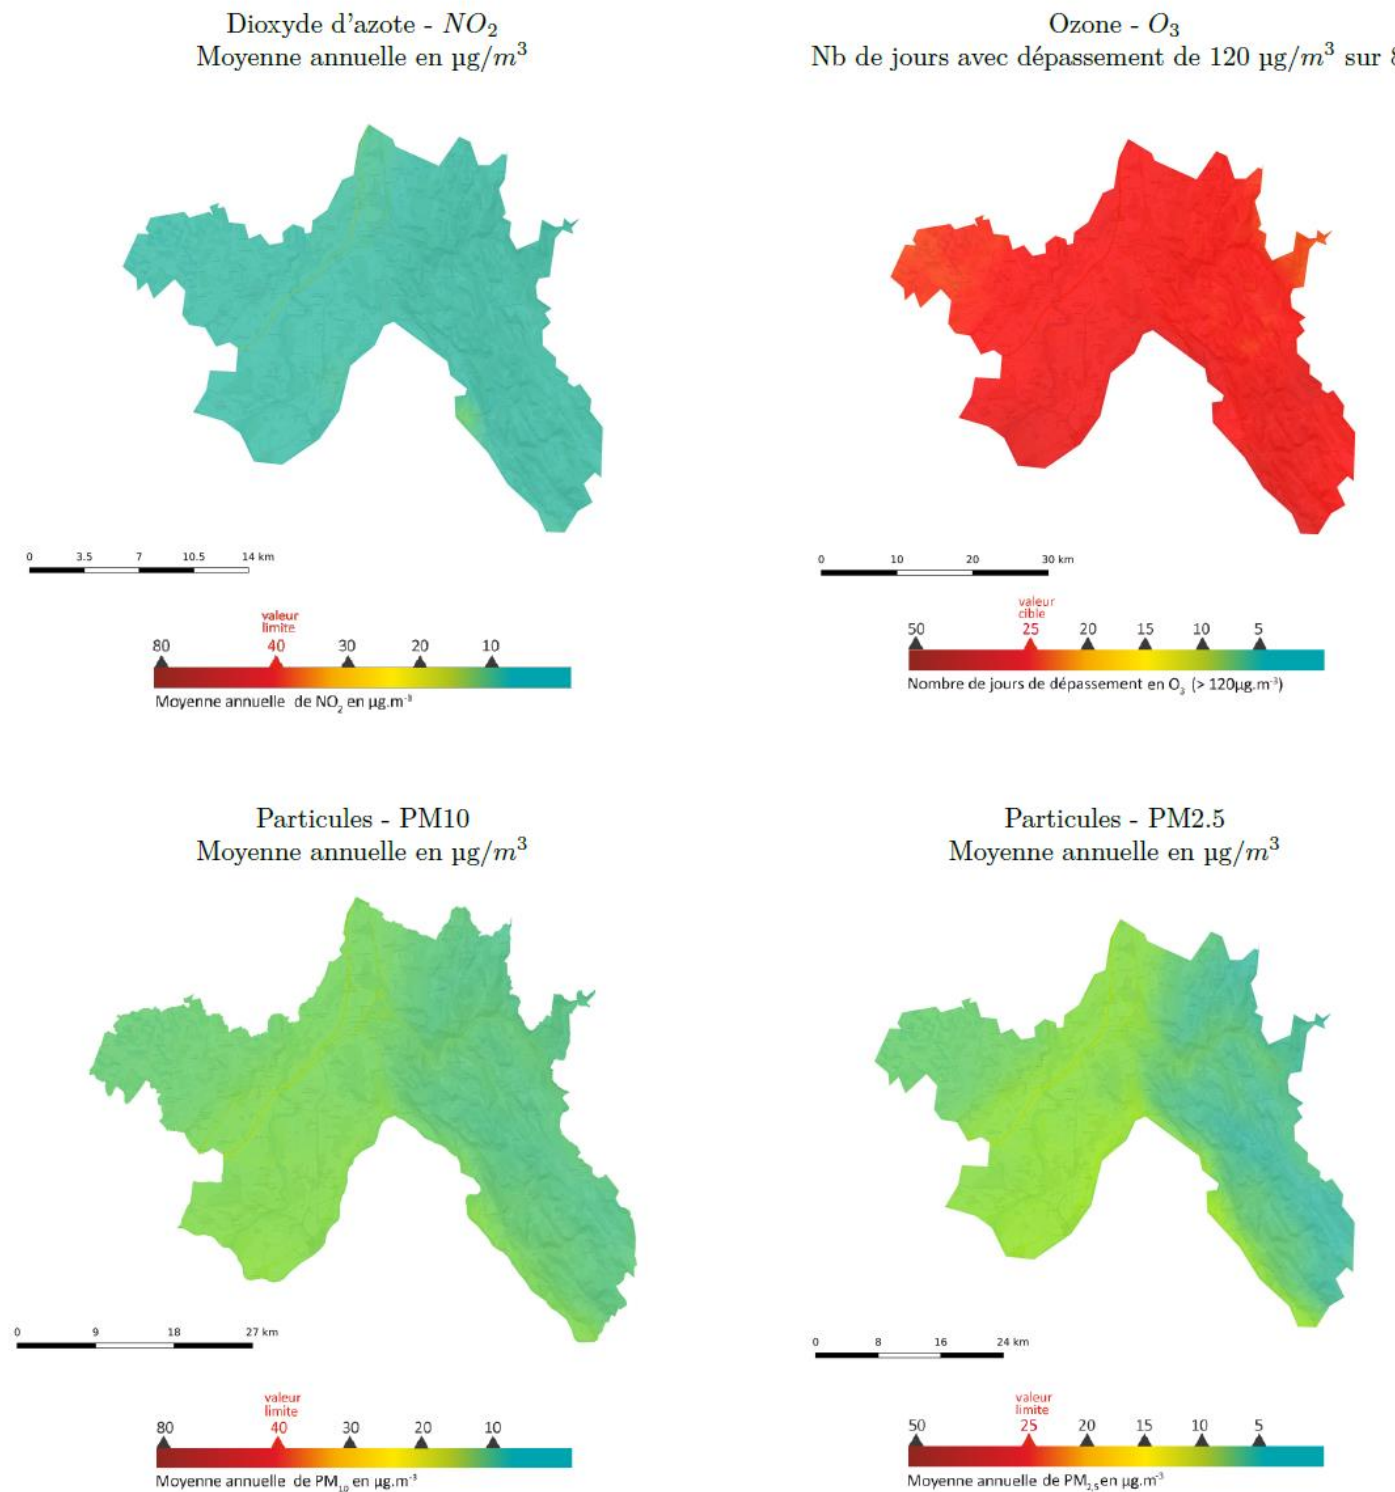 Dioxyde d'azote - NO₂
Moyenne annuelle en µg/m³
Ozone - O₃
Nb de jours avec dépassement de 120 µg/m³ sur
0 3.5 7 10.5 14 km
valeur
limite
80 40 30 20 10
Moyenne annuelle de NO₂ en µg.m⁻³
0 10 20 30 km
valeur
cible
50 25 20 15 10 5
Nombre de jours de dépassement en O₃ (> 120µg.m⁻³)
Particules - PM10
Moyenne annuelle en µg/m³
Particules - PM2.5
Moyenne annuelle en µg/m³
0 9 18 27 km
valeur
limite
80 40 30 20 10
Moyenne annuelle de PM₁₀ en µg.m⁻³
0 8 16 24 km
valeur
limite
50 25 20 15 10 5
Moyenne annuelle de PM₂,₅ en µg.m⁻³